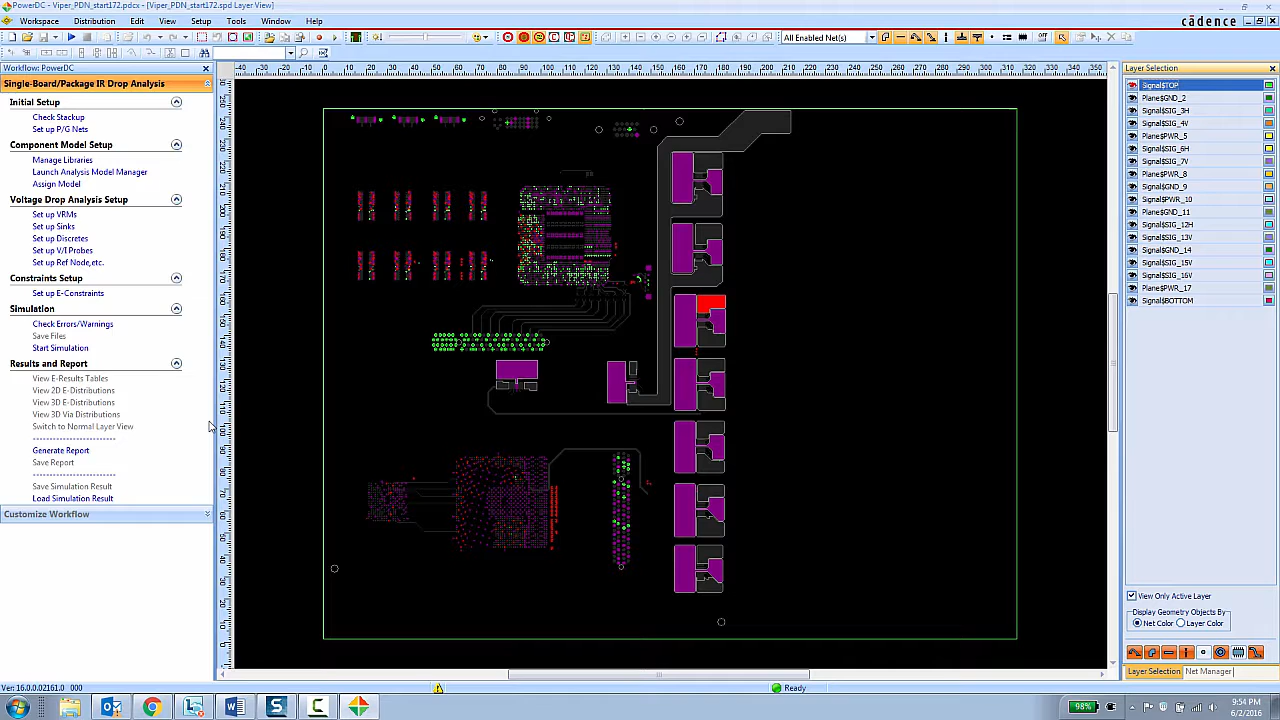 PowerDC - Viper_PDN_start172.pdcx - [Viper_PDN_start172.spd Layer View]
Workspace Distribution Edit View Setup Tools Window Help
cādence
All Enabled Net(s)
Workflow: PowerDC
Single-Board/Package IR Drop Analysis
Initial Setup
Check Stackup
Set up P/G Nets
Component Model Setup
Manage Libraries
Launch Analysis Model Manager
Assign Model
Voltage Drop Analysis Setup
Set up VRMs
Set up Sinks
Set up Discretes
Set up V/I Probes
Set up Ref Node, etc.
Constraints Setup
Set up E-Constraints
Simulation
Check Errors/Warnings
Save Files
Start Simulation
Results and Report
View E-Results Tables
View 2D E-Distributions
View 3D E-Distributions
View 3D Via Distributions
Switch to Normal Layer View
------------------------
Generate Report
Save Report
------------------------
Save Simulation Result
Load Simulation Result
Customize Workflow
Layer Selection
Signal$TOP
Plane$GND_2
Signal$SIG_3H
Signal$SIG_4V
Plane$PWR_5
Signal$SIG_6H
Signal$SIG_7V
Plane$PWR_8
Signal$GND_9
Signal$PWR_10
Plane$GND_11
Signal$SIG_12H
Signal$SIG_13V
Plane$GND_14
Signal$SIG_15V
Signal$SIG_16V
Plane$PWR_17
Signal$BOTTOM
View Only Active Layer
Display Geometry Objects By
Net Color Layer Color
Layer Selection Net Manager
Ver: 16.0.0.02161.0 000
Ready
98%
9:54 PM
6/2/2016